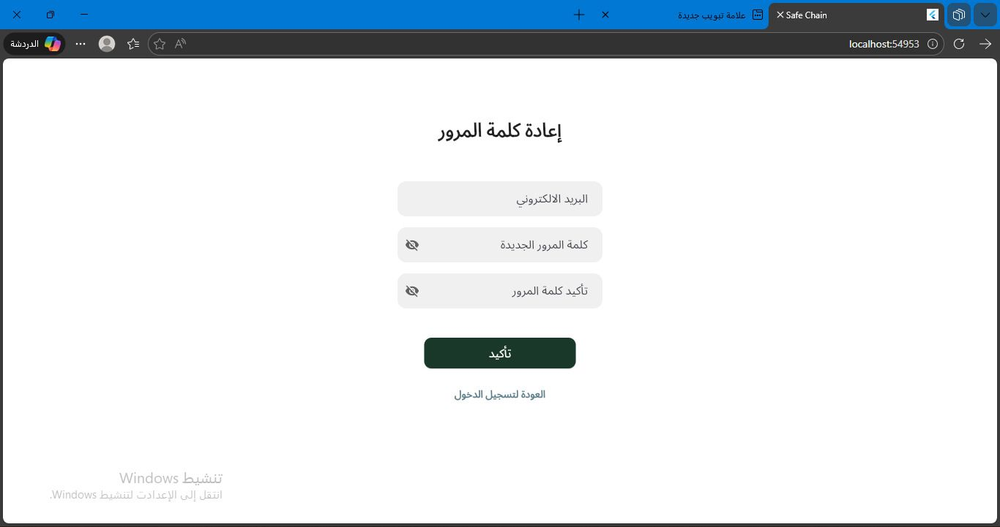 Safe Chain
علامة تبويب جديدة
localhost:54953
الدردشة
إعادة كلمة المرور
البريد الالكتروني
كلمة المرور الجديدة
تأكيد كلمة المرور
تأكيد
العودة لتسجيل الدخول
تنشيط Windows
انتقل إلى الإعدادت لتنشيط Windows.